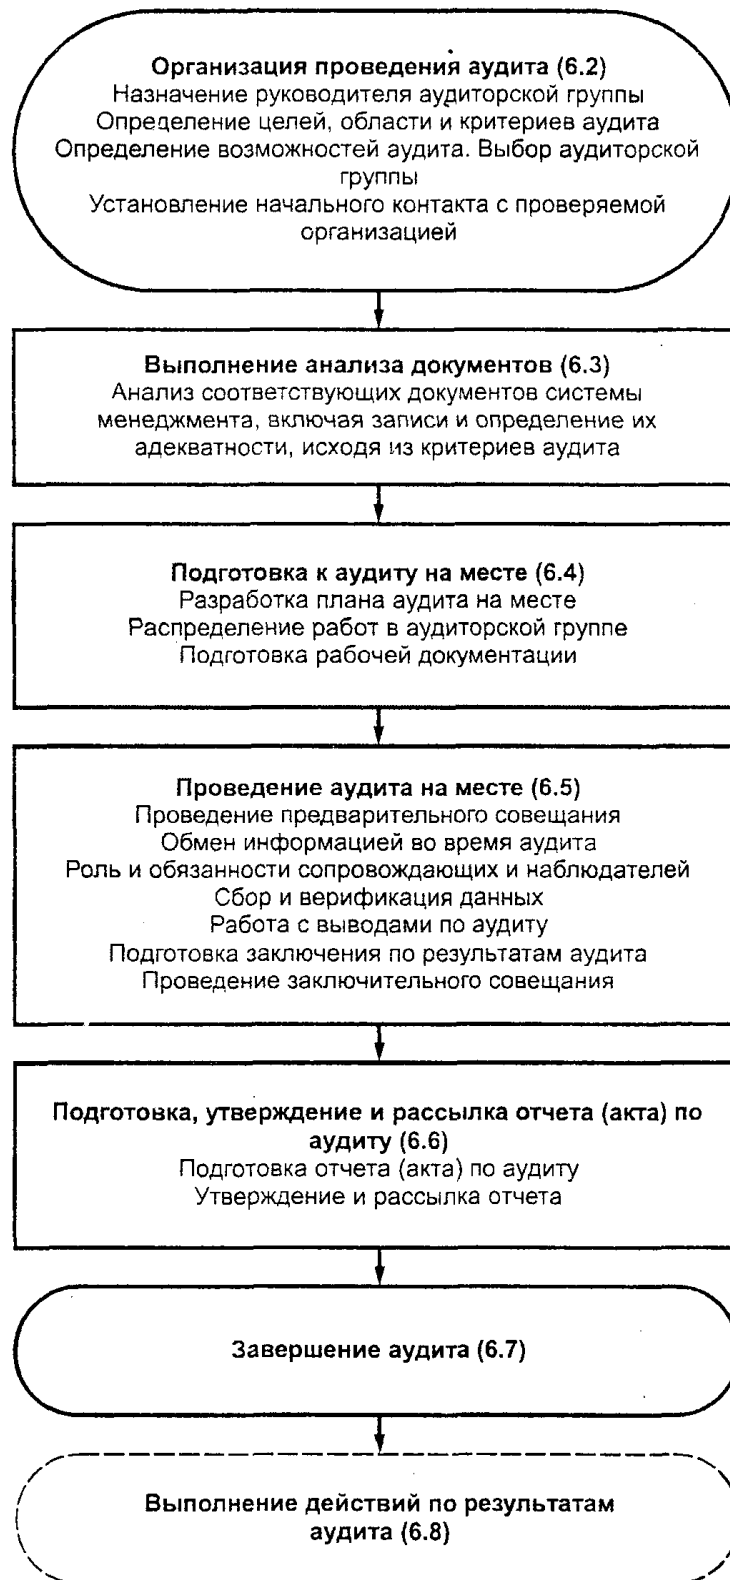 Организация проведения аудита (6.2)
Назначение руководителя аудиторской группы
Определение целей, области и критериев аудита
Определение возможностей аудита. Выбор аудиторской
группы
Установление начального контакта с проверяемой
организацией
Выполнение анализа документов (6.3)
Анализ соответствующих документов системы
менеджмента, включая записи и определение их
адекватности, исходя из критериев аудита
Подготовка к аудиту на месте (6.4)
Разработка плана аудита на месте
Распределение работ в аудиторской группе
Подготовка рабочей документации
Проведение аудита на месте (6.5)
Проведение предварительного совещания
Обмен информацией во время аудита
Роль и обязанности сопровождающих и наблюдателей
Сбор и верификация данных
Работа с выводами по аудиту
Подготовка заключения по результатам аудита
Проведение заключительного совещания
Подготовка, утверждение и рассылка отчета (акта) по
аудиту (6.6)
Подготовка отчета (акта) по аудиту
Утверждение и рассылка отчета
Завершение аудита (6.7)
Выполнение действий по результатам
аудита (6.8)